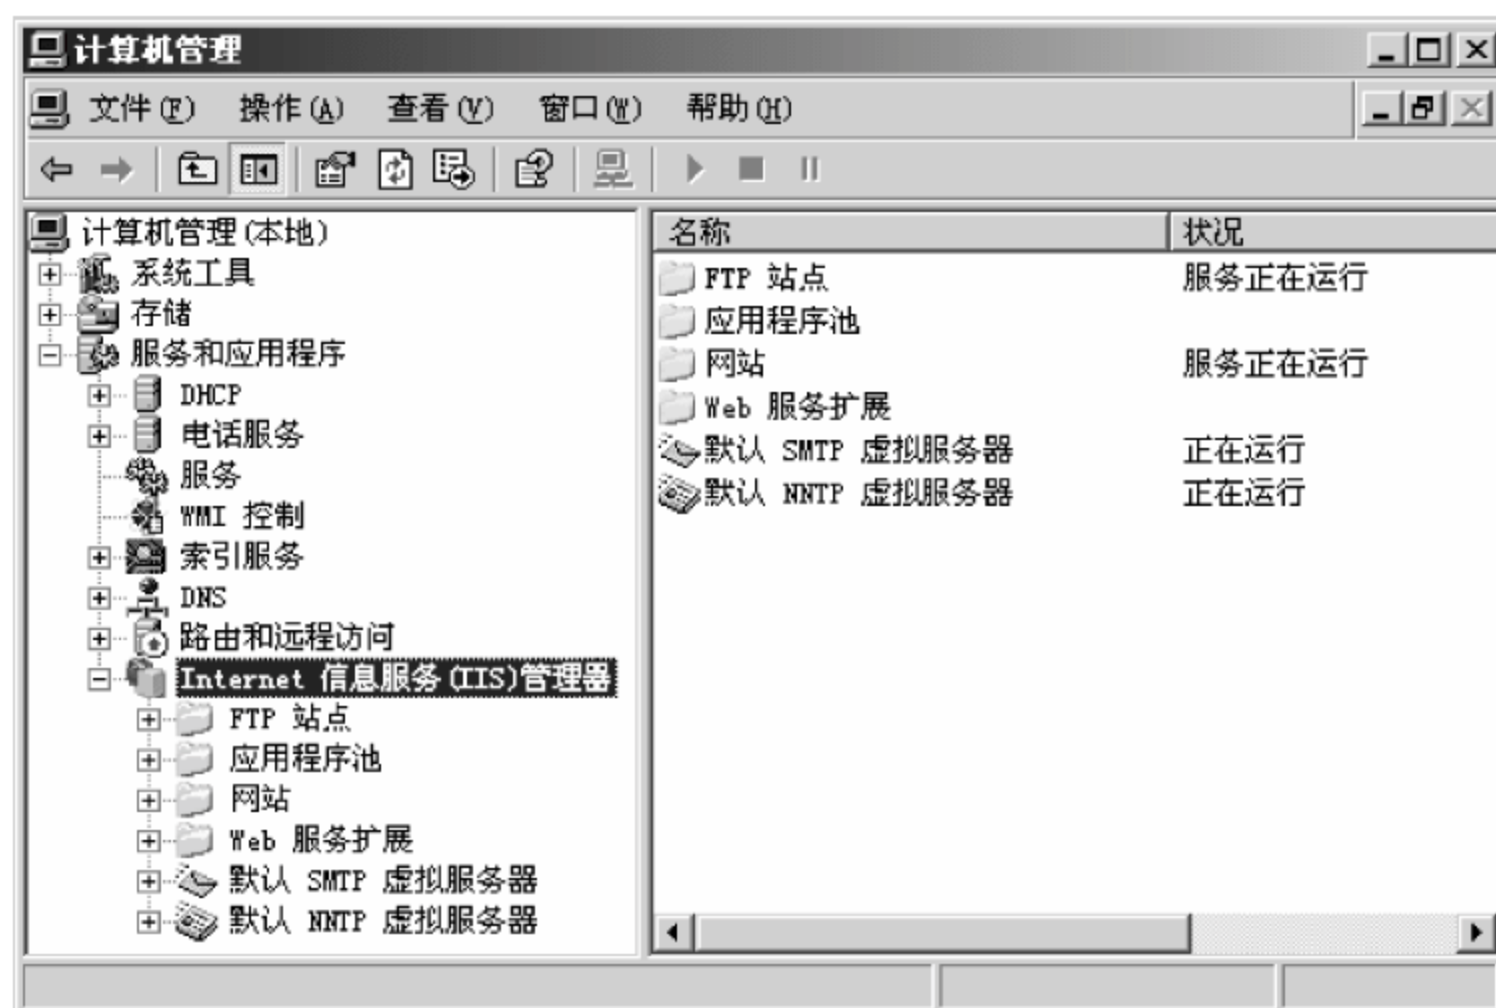 计算机管理
文件(F) 操作(A) 查看(V) 窗口(W) 帮助(H)
计算机管理(本地)
系统工具
存储
服务和应用程序
DHCP
电话服务
服务
WMI 控制
索引服务
DNS
路由和远程访问
Internet 信息服务(IIS)管理器
FTP 站点
应用程序池
网站
Web 服务扩展
默认 SMTP 虚拟服务器
默认 NNTP 虚拟服务器
名称 状况
FTP 站点 服务正在运行
应用程序池
网站 服务正在运行
Web 服务扩展
默认 SMTP 虚拟服务器 正在运行
默认 NNTP 虚拟服务器 正在运行